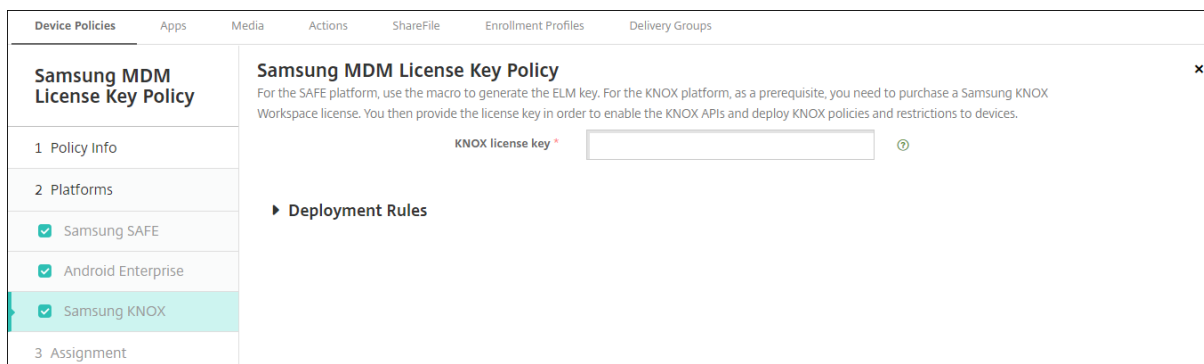 Device Policies Apps Media Actions ShareFile Enrollment Profiles Delivery Groups
Samsung MDM
License Key Policy
1 Policy Info
2 Platforms
Samsung SAFE
Android Enterprise
Samsung KNOX
3 Assignment
Samsung MDM License Key Policy
×
For the SAFE platform, use the macro to generate the ELM key. For the KNOX platform, as a prerequisite, you need to purchase a Samsung KNOX
Workspace license. You then provide the license key in order to enable the KNOX APIs and deploy KNOX policies and restrictions to devices.
KNOX license key *
?
Deployment Rules